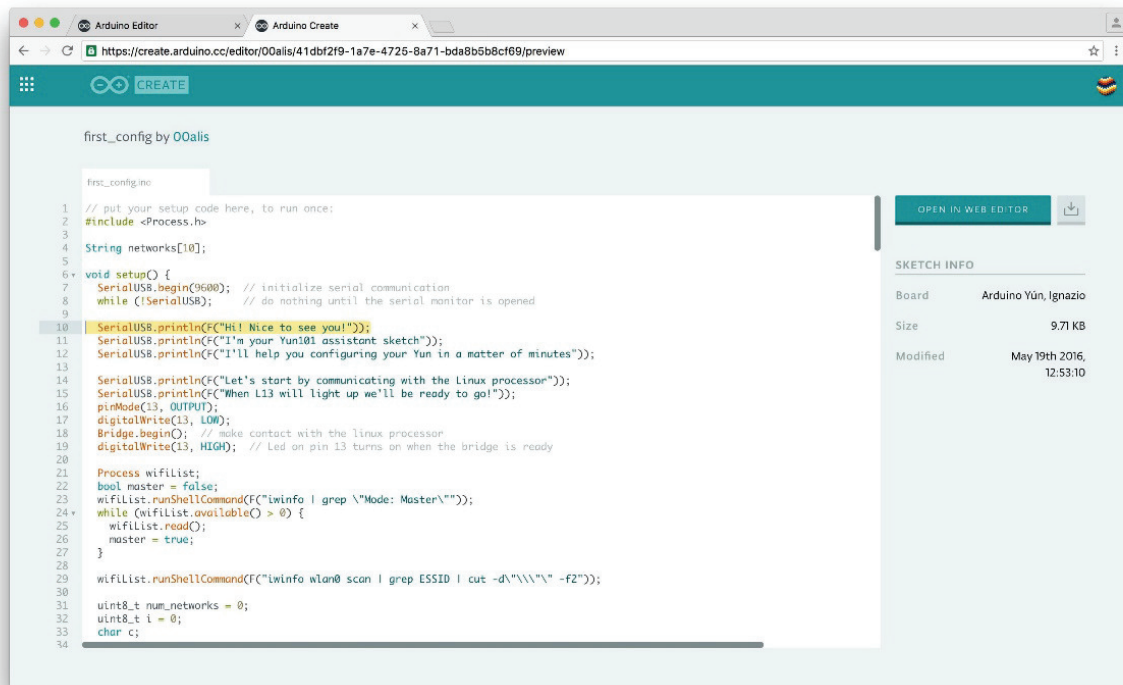 Arduino Editor
Arduino Create
https://create.arduino.cc/editor/00alis/41dbf2f9-1a7e-4725-8a71-bda8b5b8cf69/preview
CREATE
first_config by 00alis
first_config.ino
1 // put your setup code here, to run once:
2 #include <Process.h>
3
4 String networks[10];
5
6 void setup() {
7 SerialUSB.begin(9600); // initialize serial communication
8 while (!SerialUSB); // do nothing until the serial monitor is opened
9
10 SerialUSB.println(F("Hi! Nice to see you!"));
11 SerialUSB.println(F("I'm your Yun101 assistant sketch"));
12 SerialUSB.println(F("I'll help you configuring your Yun in a matter of minutes"));
13
14 SerialUSB.println(F("Let's start by communicating with the Linux processor"));
15 SerialUSB.println(F("When L13 will light up we'll be ready to go!"));
16 pinMode(13, OUTPUT);
17 digitalWrite(13, LOW);
18 Bridge.begin(); // make contact with the linux processor
19 digitalWrite(13, HIGH); // Led on pin 13 turns on when the bridge is ready
20
21 Process wifiList;
22 bool master = false;
23 wifiList.runShellCommand(F("iwinfo | grep \"Mode: Master\""));
24 while (wifiList.available() > 0) {
25 wifiList.read();
26 master = true;
27 }
28
29 wifiList.runShellCommand(F("iwinfo wlan0 scan | grep ESSID | cut -d\"\\\"\" -f2"));
30
31 uint8_t num_networks = 0;
32 uint8_t i = 0;
33 char c;
34
OPEN IN WEB EDITOR
SKETCH INFO
Board Arduino Yún, Ignazio
Size 9.71 KB
Modified May 19th 2016,
12:53:10